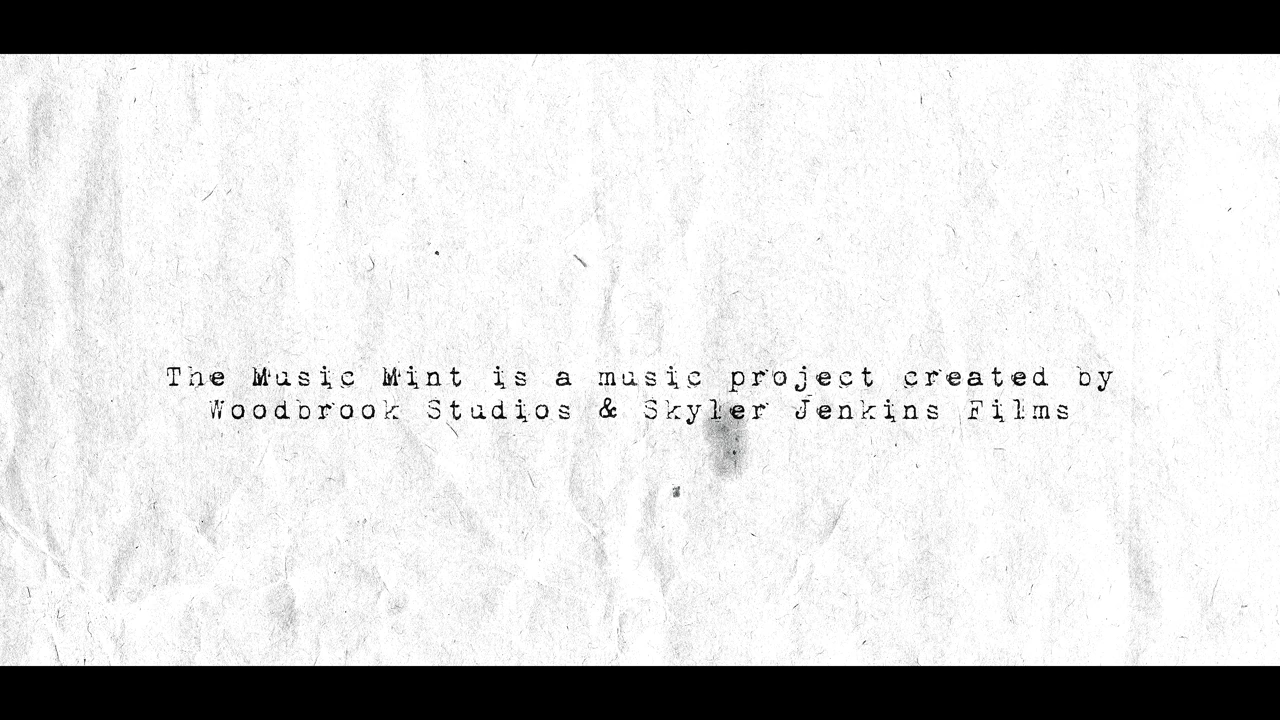 The Music Mint is a music project created by
Woodbrook Studios & Skyler Jenkins Films